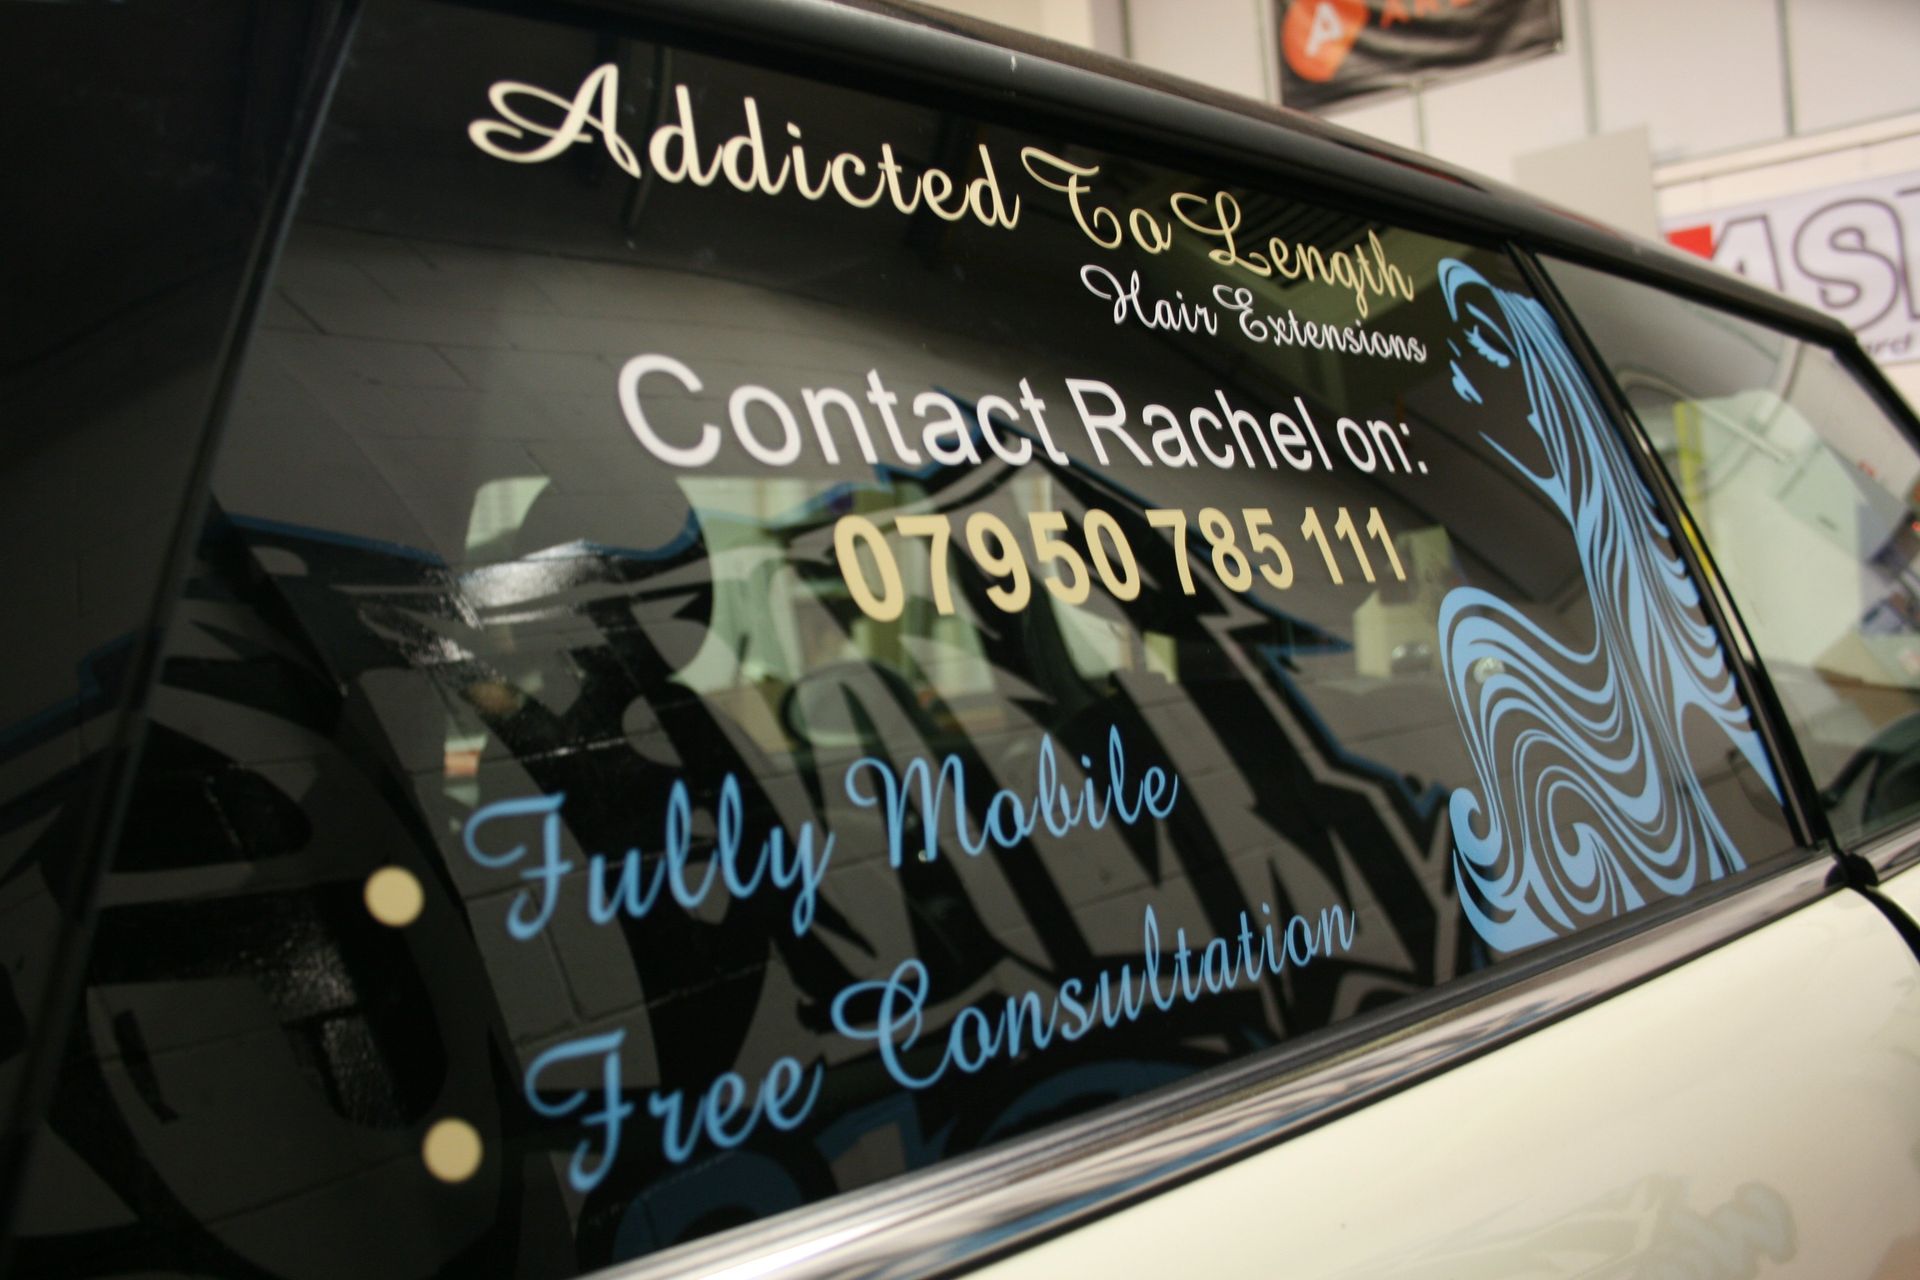 Addicted To Length
Hair Extensions
Contact Rachel on:
07950 785 111
• Fully Mobile
• Free Consultation
A